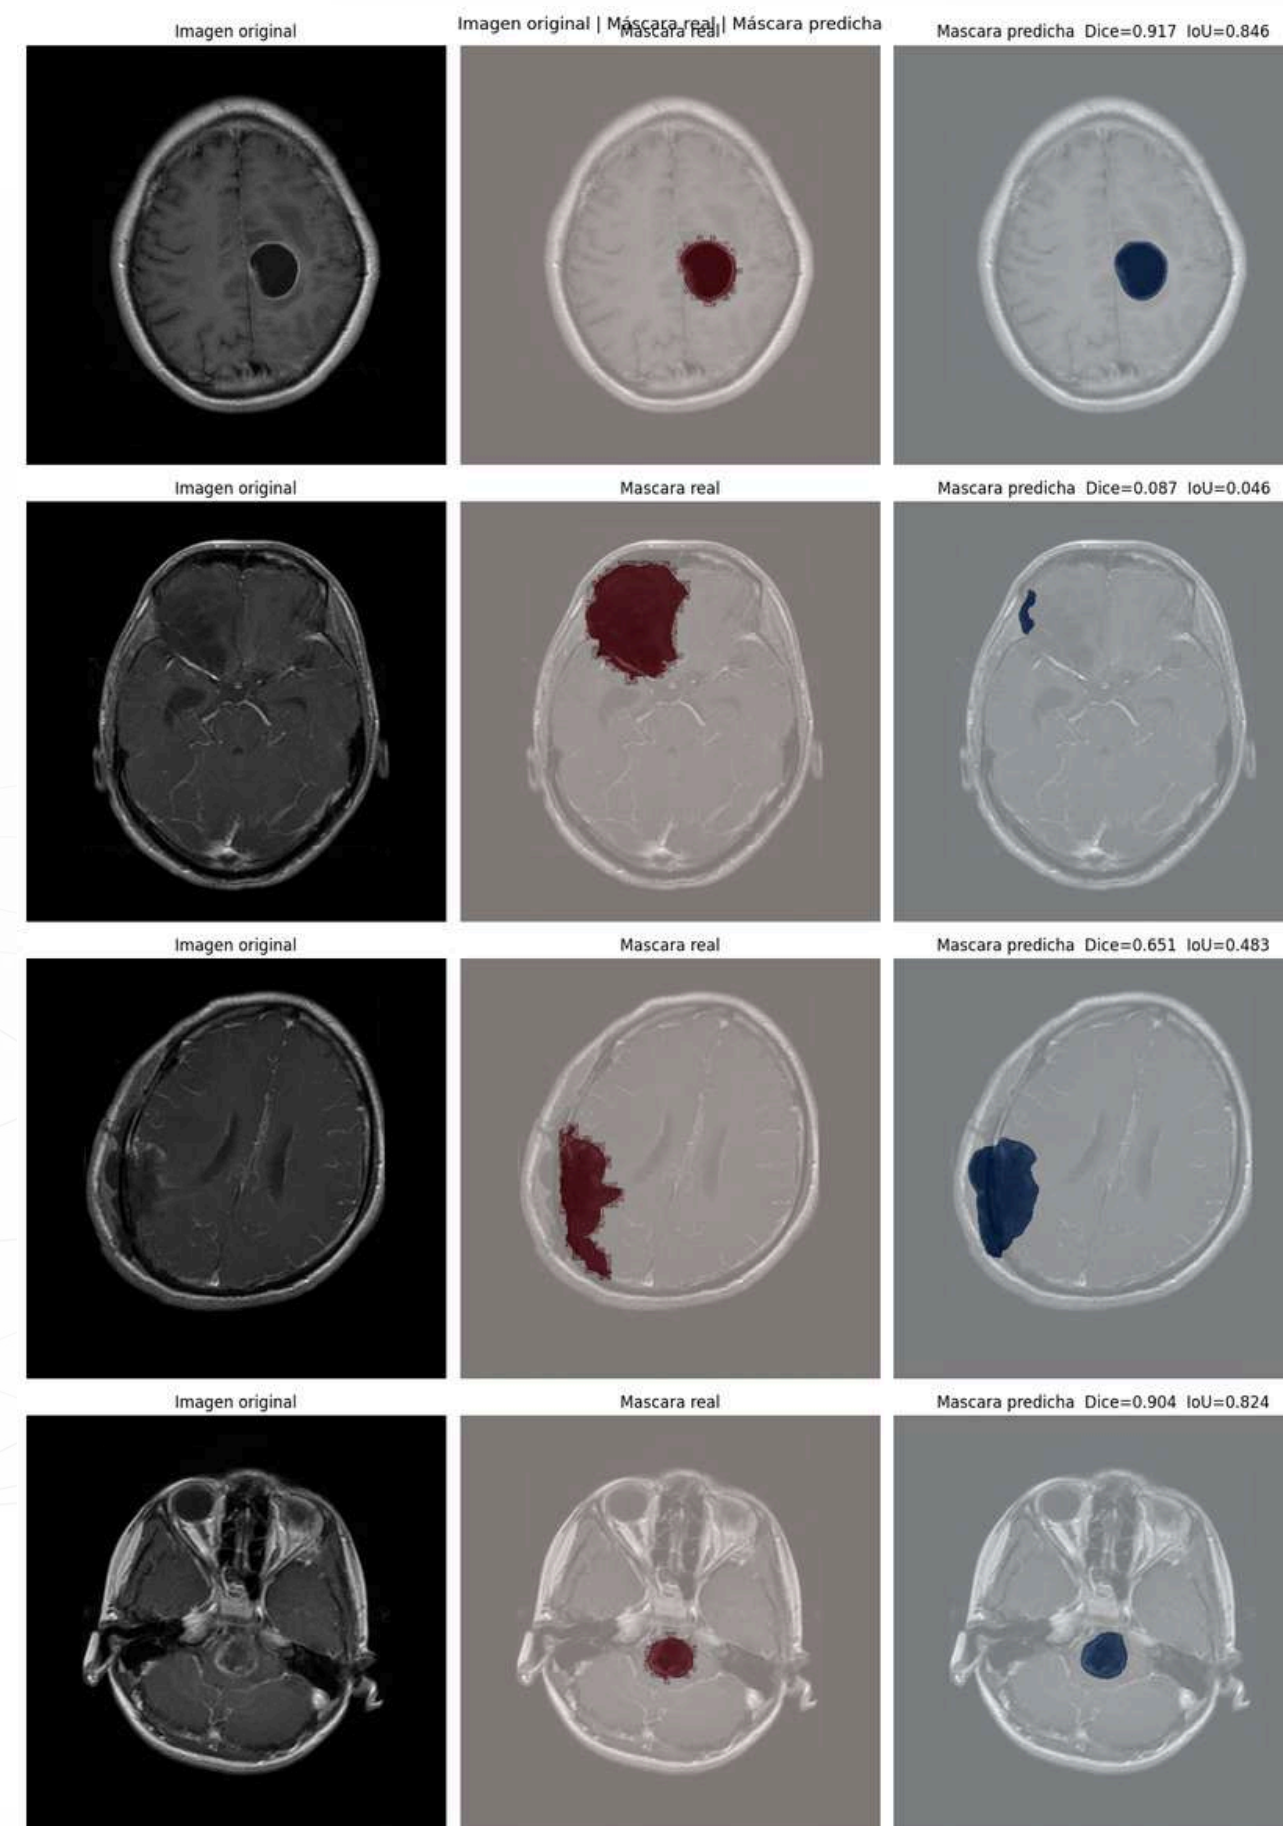 Imagen original | Máscara real | Máscara predicha
Imagen original
Mascara real
Mascara predicha Dice=0.917 IoU=0.846
Imagen original
Mascara real
Mascara predicha Dice=0.087 IoU=0.046
Imagen original
Mascara real
Mascara predicha Dice=0.651 IoU=0.483
Imagen original
Mascara real
Mascara predicha Dice=0.904 IoU=0.824